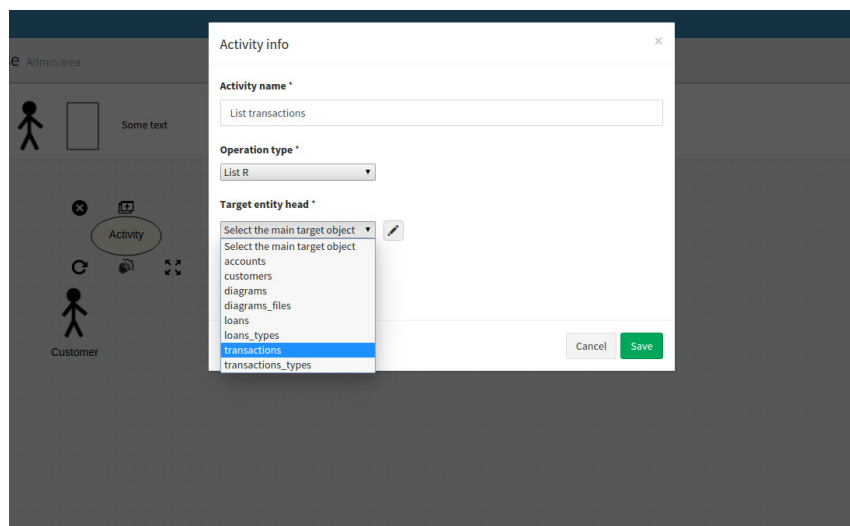 Activity info ×
se Admin area
Activity name *
List transactions
Some text
Operation type *
List R
Target entity head *
Select the main target object
Activity
Select the main target object
accounts
customers
diagrams
diagrams_files
loans
loans_types
transactions
transactions_types
Customer
Cancel
Save